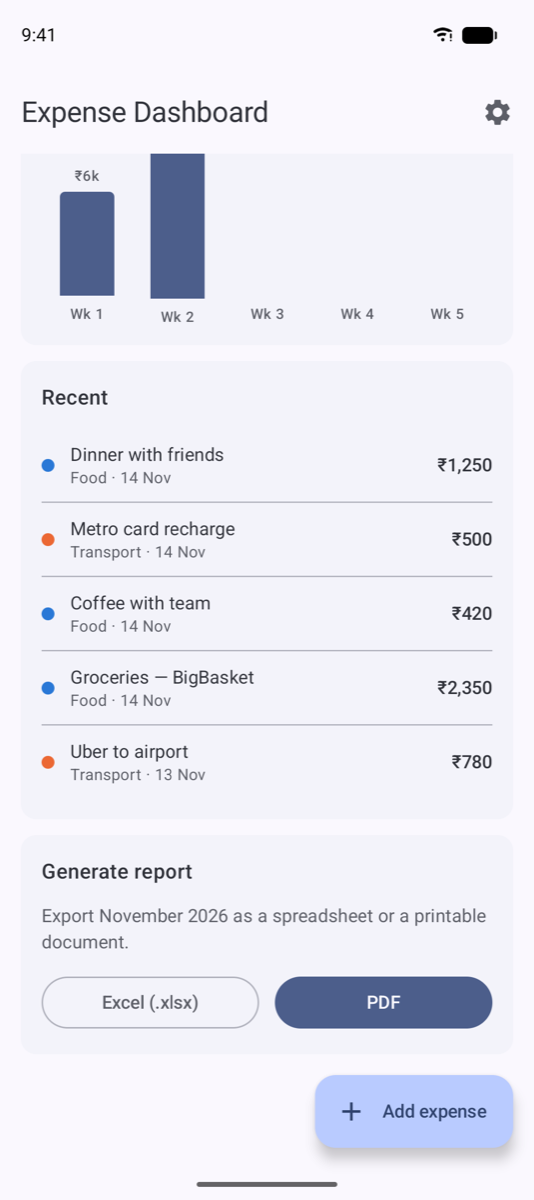 9:41
Expense Dashboard
₹6k
Wk 1
Wk 2
Wk 3
Wk 4
Wk 5
Recent
Dinner with friends
Food · 14 Nov
₹1,250
Metro card recharge
Transport · 14 Nov
₹500
Coffee with team
Food · 14 Nov
₹420
Groceries — BigBasket
Food · 14 Nov
₹2,350
Uber to airport
Transport · 13 Nov
₹780
Generate report
Export November 2026 as a spreadsheet or a printable
document.
Excel (.xlsx)
PDF
Add expense